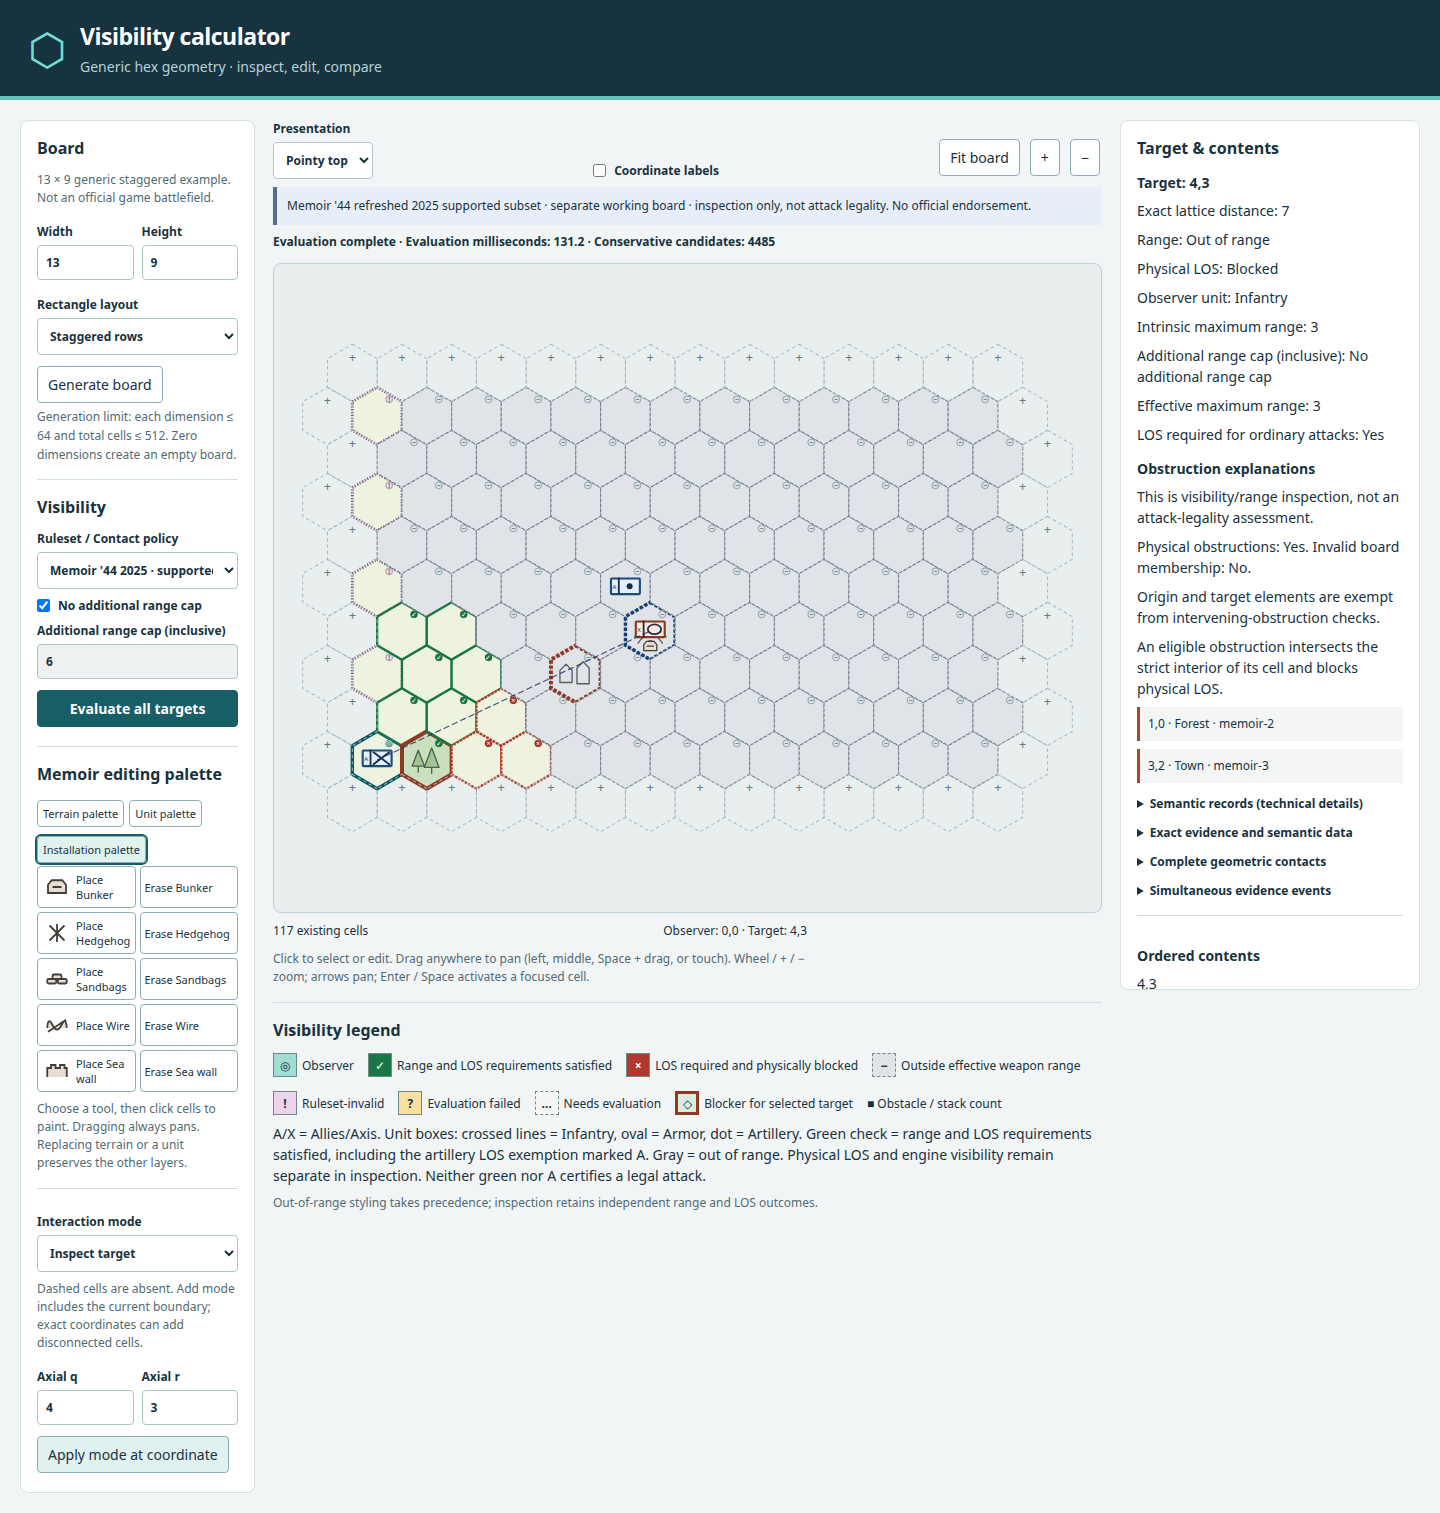 Visibility calculator
Generic hex geometry · inspect, edit, compare
Board
13 × 9 generic staggered example.
Not an official game battlefield.
Width
Height
13
9
Rectangle layout
Staggered rows
Generate board
Generation limit: each dimension ≤
64 and total cells ≤ 512. Zero
dimensions create an empty board.
Visibility
Ruleset / Contact policy
Memoir '44 2025 · supported
No additional range cap
Additional range cap (inclusive)
6
Evaluate all targets
Memoir editing palette
Terrain palette
Unit palette
Installation palette
Place
Bunker
Erase Bunker
Place
Hedgehog
Erase Hedgehog
Place
Sandbags
Erase Sandbags
Place Wire
Erase Wire
Place Sea
wall
Erase Sea wall
Choose a tool, then click cells to
paint. Dragging always pans.
Replacing terrain or a unit
preserves the other layers.
Interaction mode
Inspect target
Dashed cells are absent. Add mode
includes the current boundary;
exact coordinates can add
disconnected cells.
Axial q
Axial r
4
3
Apply mode at coordinate
Presentation
Pointy top
Coordinate labels
Fit board
+
−
Memoir '44 refreshed 2025 supported subset · separate working board · inspection only, not attack legality. No official endorsement.
Evaluation complete · Evaluation milliseconds: 131.2 · Conservative candidates: 4485
117 existing cells
Observer: 0,0 · Target: 4,3
Click to select or edit. Drag anywhere to pan (left, middle, Space + drag, or touch). Wheel / + / −
zoom; arrows pan; Enter / Space activates a focused cell.
Visibility legend
◎ Observer
✓ Range and LOS requirements satisfied
× LOS required and physically blocked
− Outside effective weapon range
! Ruleset-invalid
? Evaluation failed
… Needs evaluation
◇ Blocker for selected target
■ Obstacle / stack count
A/X = Allies/Axis. Unit boxes: crossed lines = Infantry, oval = Armor, dot = Artillery. Green check = range and LOS requirements
satisfied, including the artillery LOS exemption marked A. Gray = out of range. Physical LOS and engine visibility remain
separate in inspection. Neither green nor A certifies a legal attack.
Out-of-range styling takes precedence; inspection retains independent range and LOS outcomes.
Target & contents
Target: 4,3
Exact lattice distance: 7
Range: Out of range
Physical LOS: Blocked
Observer unit: Infantry
Intrinsic maximum range: 3
Additional range cap (inclusive): No
additional range cap
Effective maximum range: 3
LOS required for ordinary attacks: Yes
Obstruction explanations
This is visibility/range inspection, not an
attack-legality assessment.
Physical obstructions: Yes. Invalid board
membership: No.
Origin and target elements are exempt
from intervening-obstruction checks.
An eligible obstruction intersects the
strict interior of its cell and blocks
physical LOS.
1,0 · Forest · memoir-2
3,2 · Town · memoir-3
Semantic records (technical details)
Exact evidence and semantic data
Complete geometric contacts
Simultaneous evidence events
Ordered contents
4,3